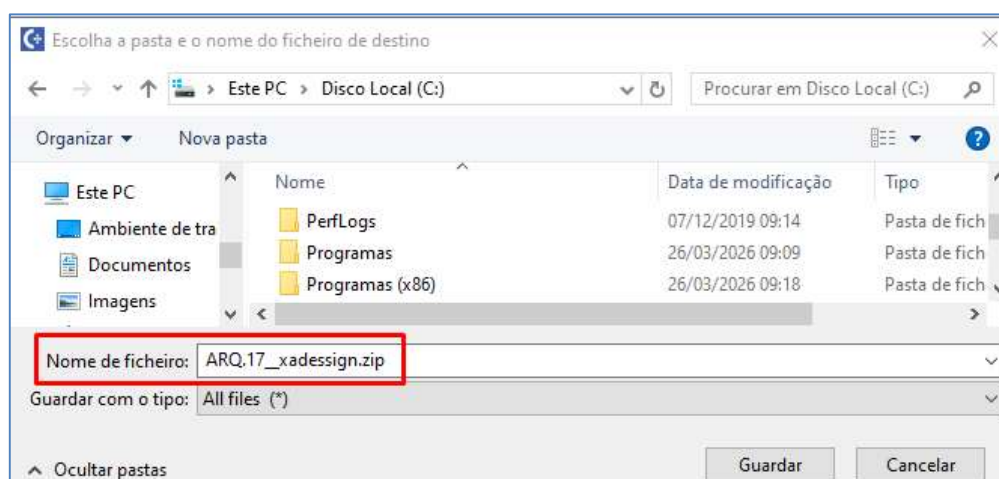 Escolha a pasta e o nome do ficheiro de destino
Este PC > Disco Local (C:)
Procurar em Disco Local (C:)
Organizar
Nova pasta
Nome
Data de modificação
Tipo
Este PC
Ambiente de tra
Documentos
Imagens
PerfLogs 07/12/2019 09:14 Pasta de fich
Programas 26/03/2026 09:09 Pasta de fich
Programas (x86) 26/03/2026 09:18 Pasta de fich
Nome de ficheiro: ARQ.17__xadessign.zip
Guardar com o tipo: All files (*)
Ocultar pastas
Guardar
Cancelar